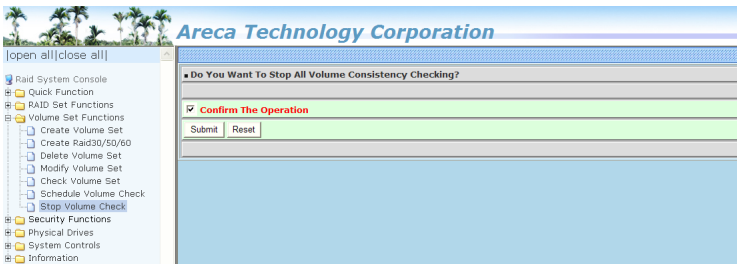 Areca Technology Corporation
|open all|close all|
Raid System Console
Quick Function
RAID Set Functions
Volume Set Functions
Create Volume Set
Create Raid30/50/60
Delete Volume Set
Modify Volume Set
Check Volume Set
Schedule Volume Check
Stop Volume Check
Security Functions
Physical Drives
System Controls
Information
Do You Want To Stop All Volume Consistency Checking?
Confirm The Operation
Submit Reset